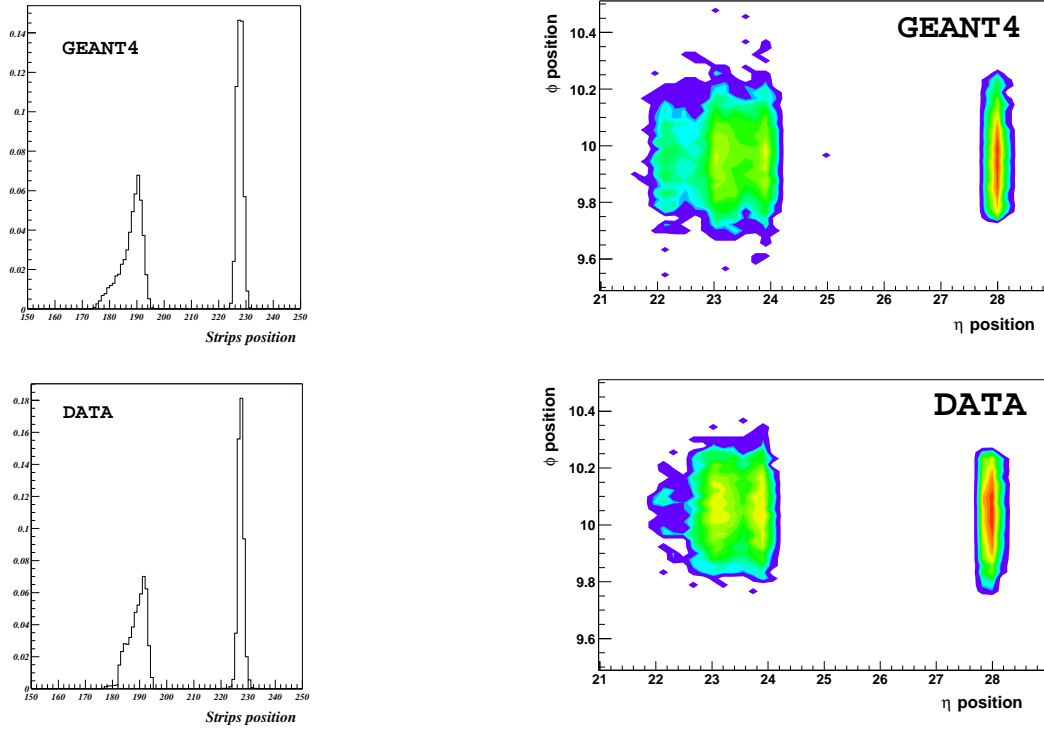 GEANT4
0.14
0.12
0.1
0.08
0.06
0.04
0.02
0
150 160 170 180 190 200 210 220 230 240 250
Strips position
GEANT4
φ position
10.4
10.2
10
9.8
9.6
21 22 23 24 25 26 27 28
η position
DATA
0.18
0.16
0.14
0.12
0.1
0.08
0.06
0.04
0.02
0
150 160 170 180 190 200 210 220 230 240 250
Strips position
DATA
φ position
10.4
10.2
10
9.8
9.6
21 22 23 24 25 26 27 28
η position